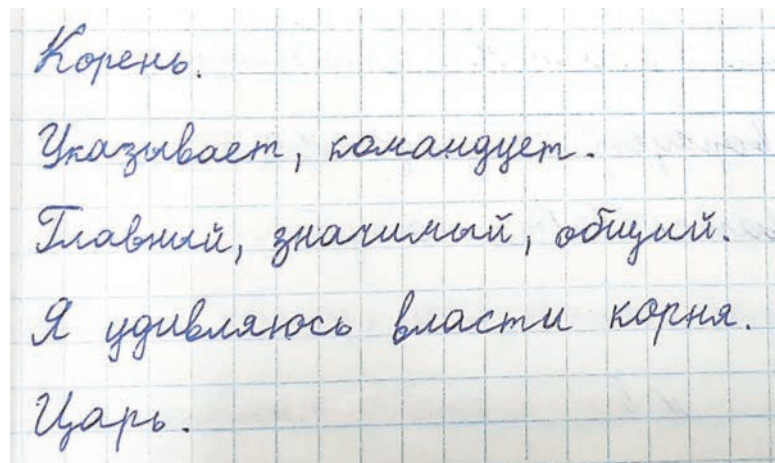 Корень.
Указывает, командует.
Главный, значимый, общий.
Я удивляюсь власти корня.
Царь.